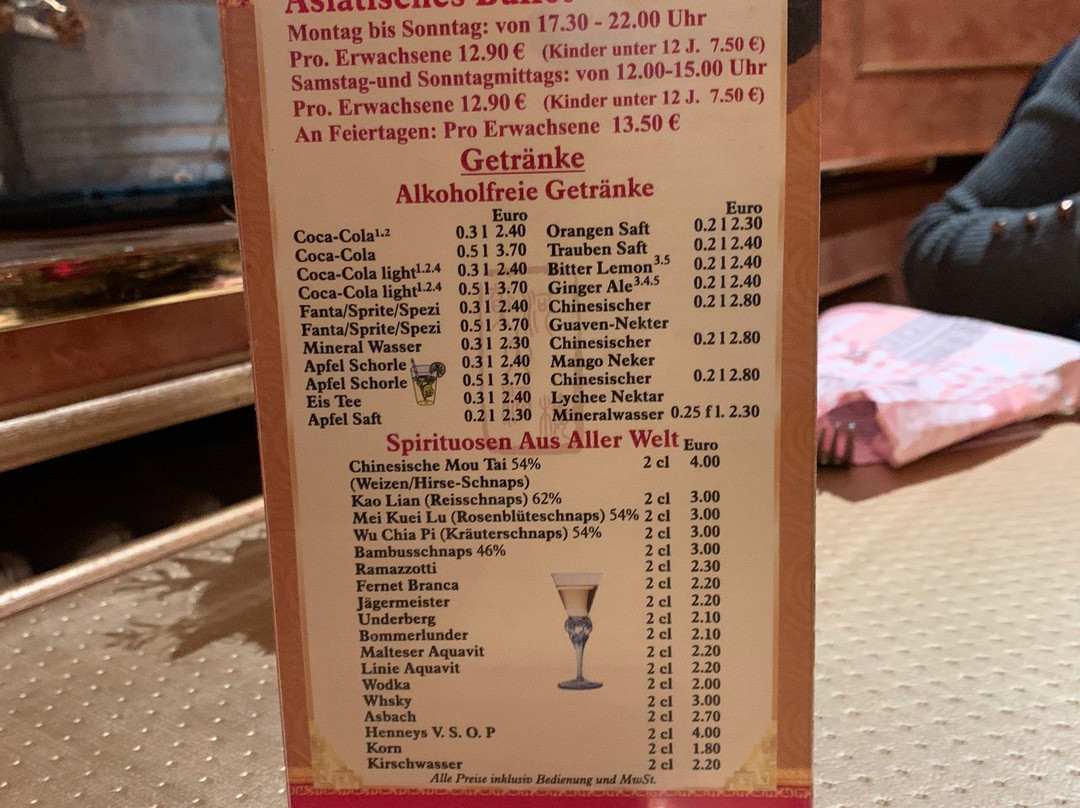 Asiatisches Buffet
Montag bis Sonntag: von 17.30 - 22.00 Uhr
Pro. Erwachsene 12.90 € (Kinder unter 12 J. 7.50 €)
Samstag-und Sonntagmittags: von 12.00-15.00 Uhr
Pro. Erwachsene 12.90 € (Kinder unter 12 J. 7.50 €)
An Feiertagen: Pro Erwachsene 13.50 €
Getränke
Alkoholfreie Getränke
Euro
Coca-Cola1.2 0.3 l 2.40
Coca-Cola 0.5 l 3.70
Coca-Cola light1.2.4 0.3 l 2.40
Coca-Cola light1.2.4 0.5 l 3.70
Fanta/Sprite/Spezi 0.3 l 2.40
Fanta/Sprite/Spezi 0.5 l 3.70
Mineral Wasser 0.3 l 2.30
Apfel Schorle 0.3 l 2.40
Apfel Schorle 0.5 l 3.70
Eis Tee 0.3 l 2.40
Apfel Saft 0.2 l 2.30
Euro
Orangen Saft 0.2 l 2.30
Trauben Saft 0.2 l 2.40
Bitter Lemon3.5 0.2 l 2.40
Ginger Ale3.4.5 0.2 l 2.40
Chinesischer 0.2 l 2.80
Guaven-Nekter
Chinesischer 0.2 l 2.80
Mango Neker
Chinesischer 0.2 l 2.80
Lychee Nektar
Mineralwasser 0.25 fl. 2.30
Spirituosen Aus Aller Welt Euro
Chinesische Mou Tai 54% 2 cl 4.00
(Weizen/Hirse-Schnaps)
Kao Lian (Reisschnaps) 62% 2 cl 3.00
Mei Kuei Lu (Rosenblüteschnaps) 54% 2 cl 3.00
Wu Chia Pi (Kräuterschnaps) 54% 2 cl 3.00
Bambusschnaps 46% 2 cl 3.00
Ramazzotti 2 cl 2.30
Fernet Branca 2 cl 2.20
Jägermeister 2 cl 2.20
Underberg 2 cl 2.10
Bommerlunder 2 cl 2.10
Malteser Aquavit 2 cl 2.20
Linie Aquavit 2 cl 2.20
Wodka 2 cl 2.00
Whsky 2 cl 3.00
Asbach 2 cl 2.70
Henneys V. S. O. P 2 cl 4.00
Korn 2 cl 1.80
Kirschwasser 2 cl 2.20
Alle Preise inklusiv Bedienung und MwSt.